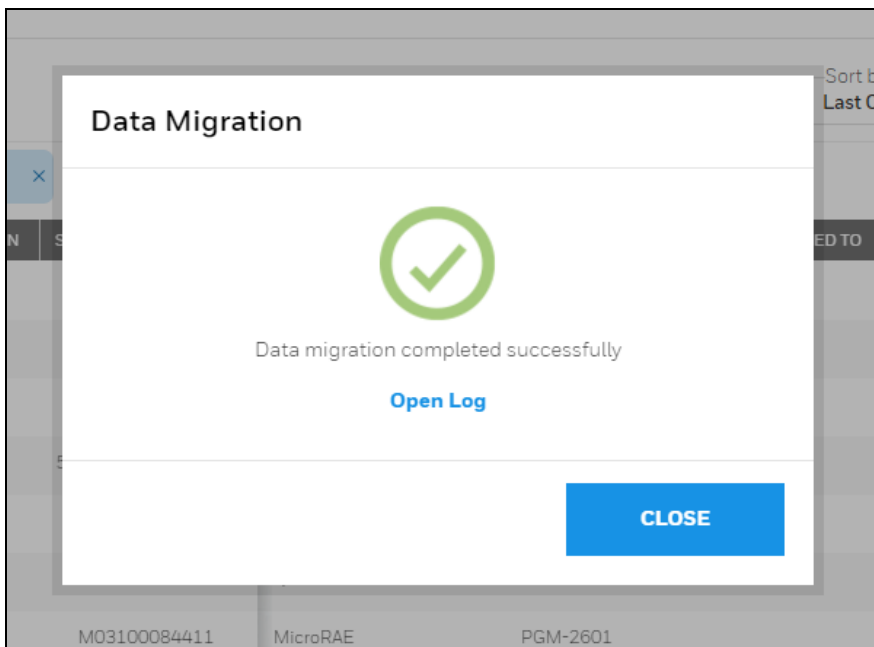 Sort b
Last C
Data Migration
N
S
ED TO
Data migration completed successfully
Open Log
5
CLOSE
M03100084411 MicroRAE PGM-2601